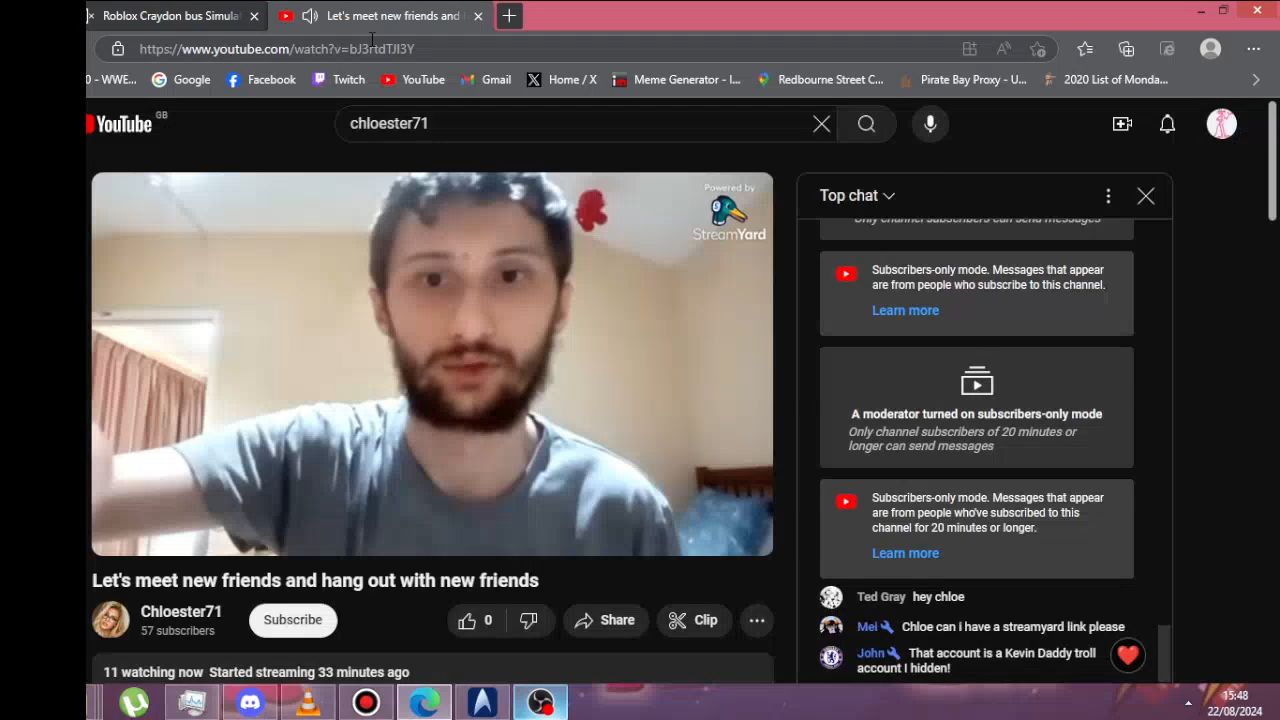 Roblox Craydon bus Simula
Let's meet new friends and
https://www.youtube.com/watch?v=bJ3rtdTJI3Y
0 - WWE...
Google
Facebook
Twitch
YouTube
Gmail
Home / X
Meme Generator - I...
Redbourne Street C...
Pirate Bay Proxy - U...
2020 List of Monda...
YouTube GB
chloester71
Powered by
StreamYard
Top chat
Only channel subscribers can send messages
Subscribers-only mode. Messages that appear
are from people who subscribe to this channel.
Learn more
A moderator turned on subscribers-only mode
Only channel subscribers of 20 minutes or
longer can send messages
Subscribers-only mode. Messages that appear
are from people who've subscribed to this
channel for 20 minutes or longer.
Learn more
Ted Gray hey chloe
Mei Chloe can i have a streamyard link please
John That account is a Kevin Daddy troll
account I hidden!
Let's meet new friends and hang out with new friends
Chloester71
57 subscribers
Subscribe
0
Share
Clip
11 watching now Started streaming 33 minutes ago
15:48
22/08/2024